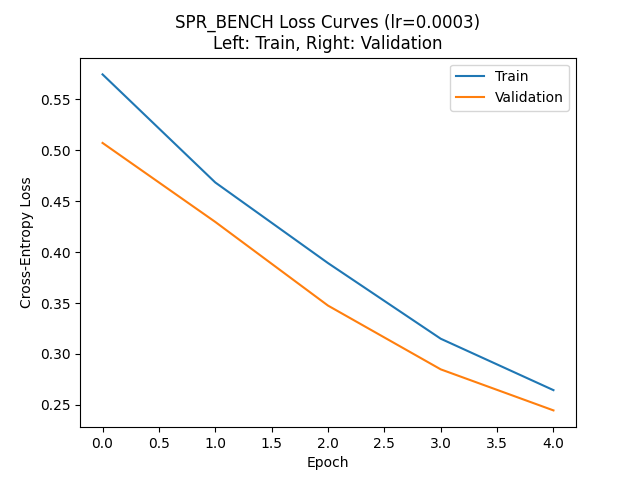 SPR_BENCH Loss Curves (lr=0.0003)
Left: Train, Right: Validation
Train
Validation
Cross-Entropy Loss
0.55
0.50
0.45
0.40
0.35
0.30
0.25
0.0 0.5 1.0 1.5 2.0 2.5 3.0 3.5 4.0
Epoch